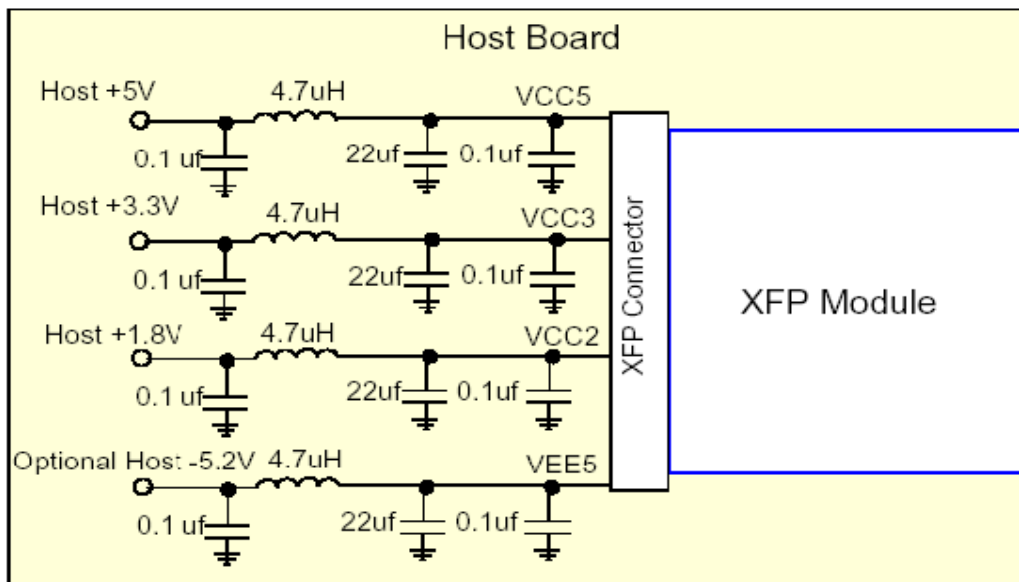 Host Board
Host +5V
4.7uH
VCC5
0.1 uf
22uf
0.1uf
Host +3.3V
4.7uH
VCC3
0.1 uf
22uf
0.1uf
Host +1.8V
4.7uH
VCC2
0.1 uf
22uf
0.1uf
Optional Host -5.2V
4.7uH
VEE5
0.1 uf
22uf
0.1uf
XFP Connector
XFP Module